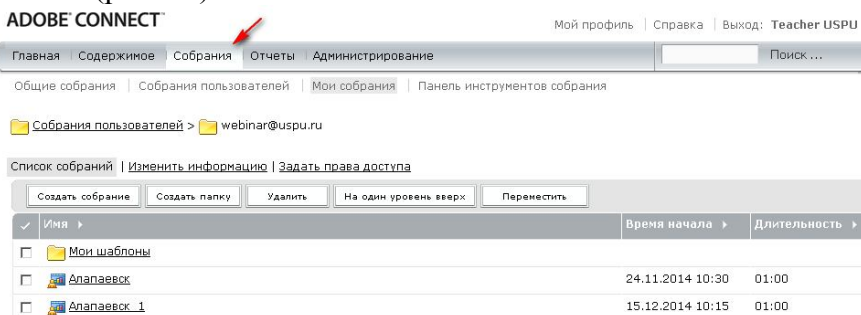 ADOBE® CONNECT™
Мой профиль | Справка | Выход: Teacher USPU
Главная | Содержимое | Собрания | Отчеты | Администрирование
Поиск ...
Общие собрания | Собрания пользователей | Мои собрания | Панель инструментов собрания
Собрания пользователей > webinar@uspu.ru
Список собраний | Изменить информацию | Задать права доступа
Создать собрание Создать папку Удалить На один уровень вверх Переместить
Имя Время начала Длительность
Мои шаблоны
Алапаевск 24.11.2014 10:30 01:00
Алапаевск_1 15.12.2014 10:15 01:00